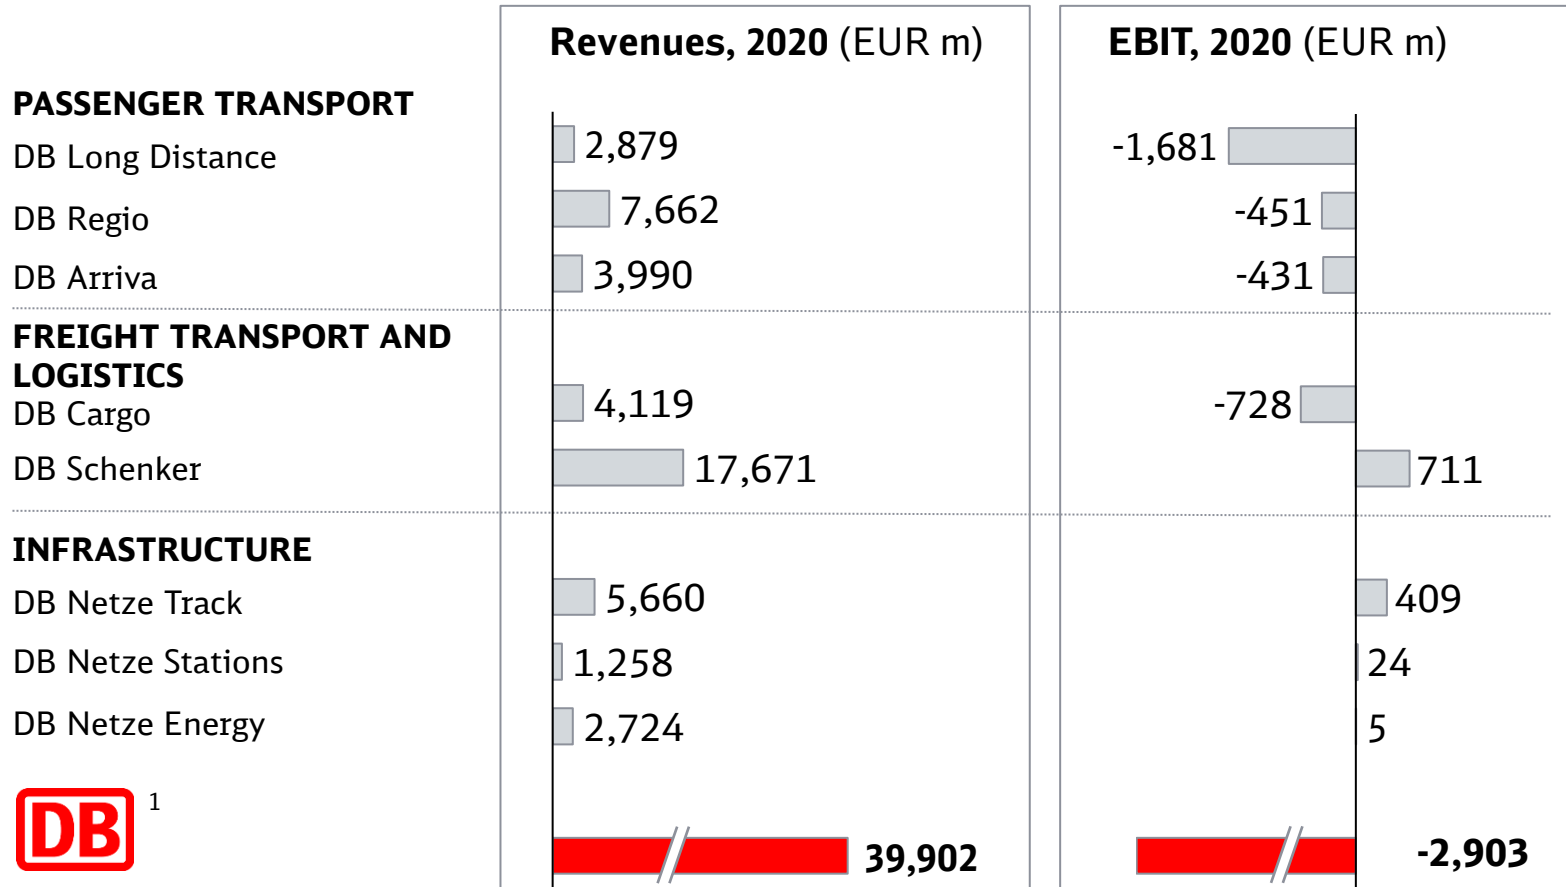 Revenues, 2020 (EUR m) EBIT, 2020 (EUR m)
PASSENGER TRANSPORT
DB Long Distance 2,879 -1,681
DB Regio 7,662 -451
DB Arriva 3,990 -431
FREIGHT TRANSPORT AND
LOGISTICS
DB Cargo 4,119 -728
DB Schenker 17,671 711
INFRASTRUCTURE
DB Netze Track 5,660 409
DB Netze Stations 1,258 24
DB Netze Energy 2,724 5
DB 1 39,902 -2,903